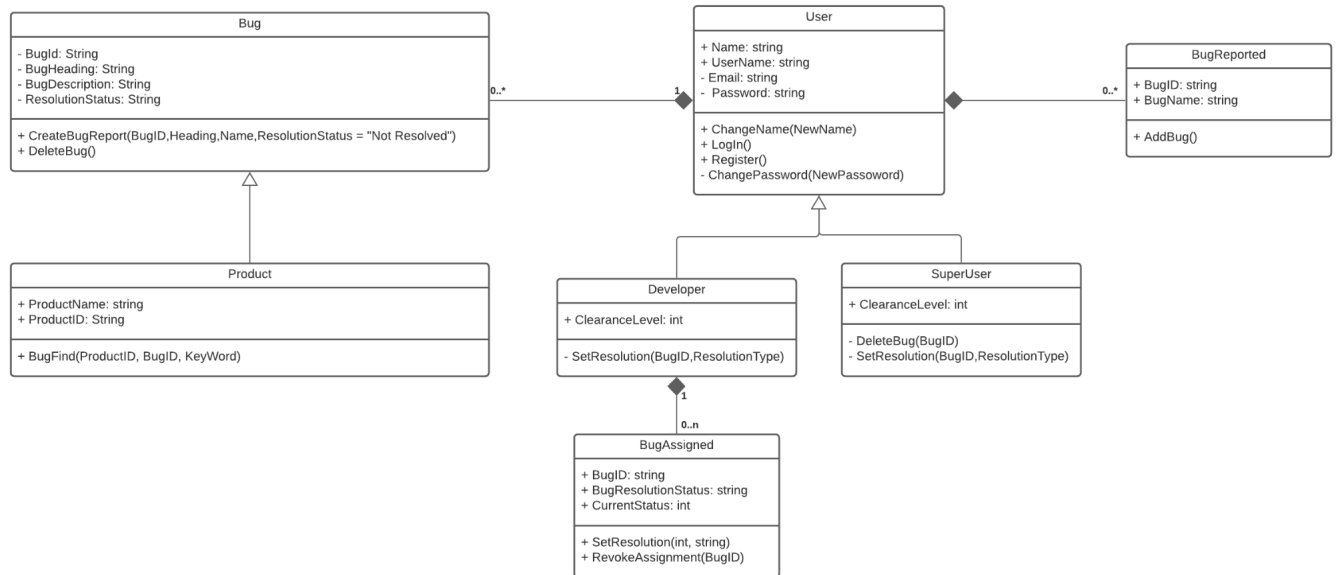 Bug
- BugId: String
- BugHeading: String
- BugDescription: String
- ResolutionStatus: String
+ CreateBugReport(BugID,Heading,Name,ResolutionStatus = "Not Resolved")
+ DeleteBug()
0..*
1
User
+ Name: string
+ UserName: string
- Email: string
- Password: string
+ ChangeName(NewName)
+ LogIn()
+ Register()
- ChangePassword(NewPassoword)
0..*
BugReported
+ BugID: string
+ BugName: string
+ AddBug()
Product
+ ProductName: string
+ ProductID: String
+ BugFind(ProductID, BugID, KeyWord)
Developer
+ ClearanceLevel: int
- SetResolution(BugID,ResolutionType)
SuperUser
+ ClearanceLevel: int
- DeleteBug(BugID)
- SetResolution(BugID,ResolutionType)
1
0..n
BugAssigned
+ BugID: string
+ BugResolutionStatus: string
+ CurrentStatus: int
+ SetResolution(int, string)
+ RevokeAssignment(BugID)